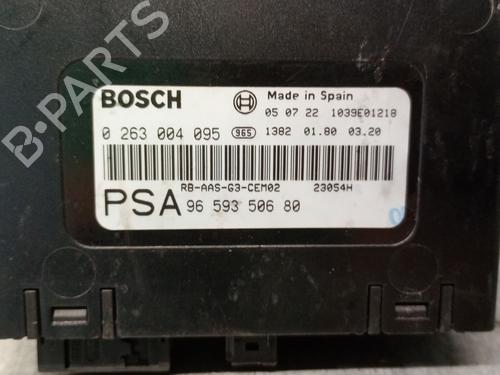 B-PARTS
BOSCH
Made in Spain
05 07 22 1039E01218
0 263 004 095 965 1382 01.80 03.20
RB-AAS-G3-CEM02 230S4H
PSA 96 593 506 80